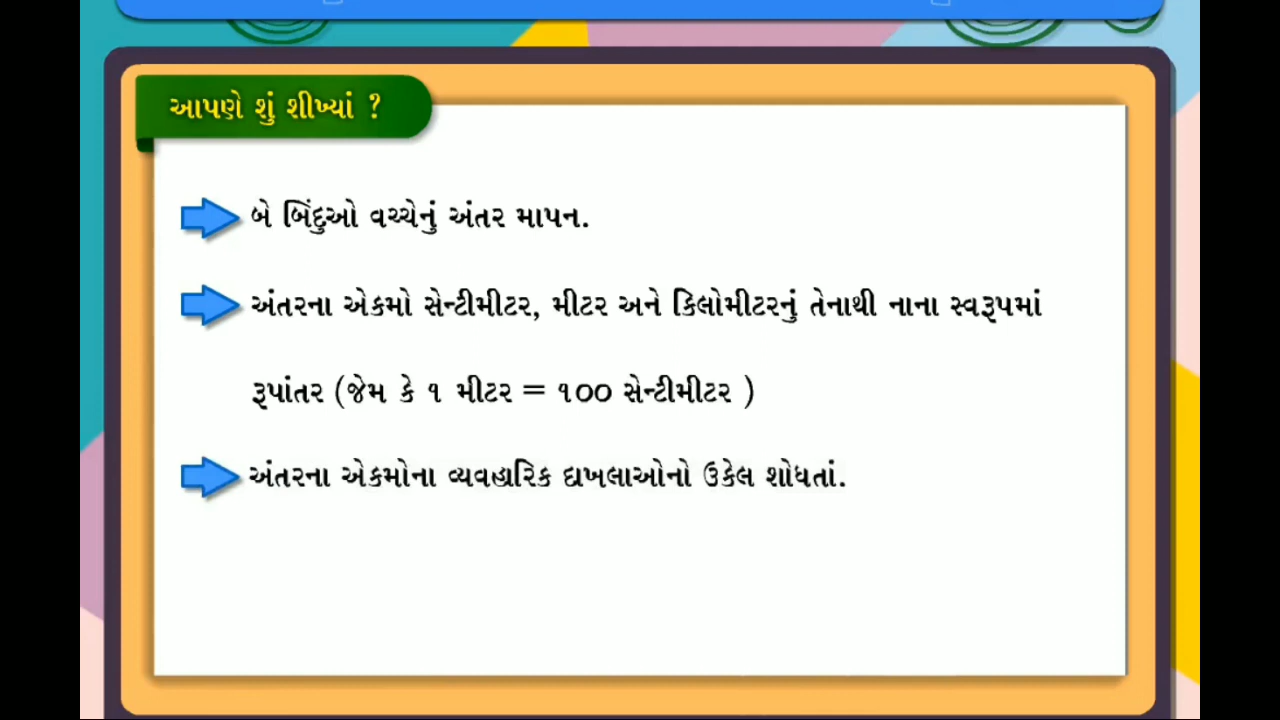 આપણે શું શીખ્યાં ?
બે બિંદુઓ વચ્ચેનું અંતર માપન.
અંતરના એકમો સેન્ટીમીટર, મીટર અને કિલોમીટરનું તેનાથી નાના સ્વરૂપમાં
રૂપાંતર (જેમ કે ૧ મીટર = ૧૦૦ સેન્ટીમીટર )
અંતરના એકમોના વ્યવહારિક દાખલાઓનો ઉકેલ શોધતાં.